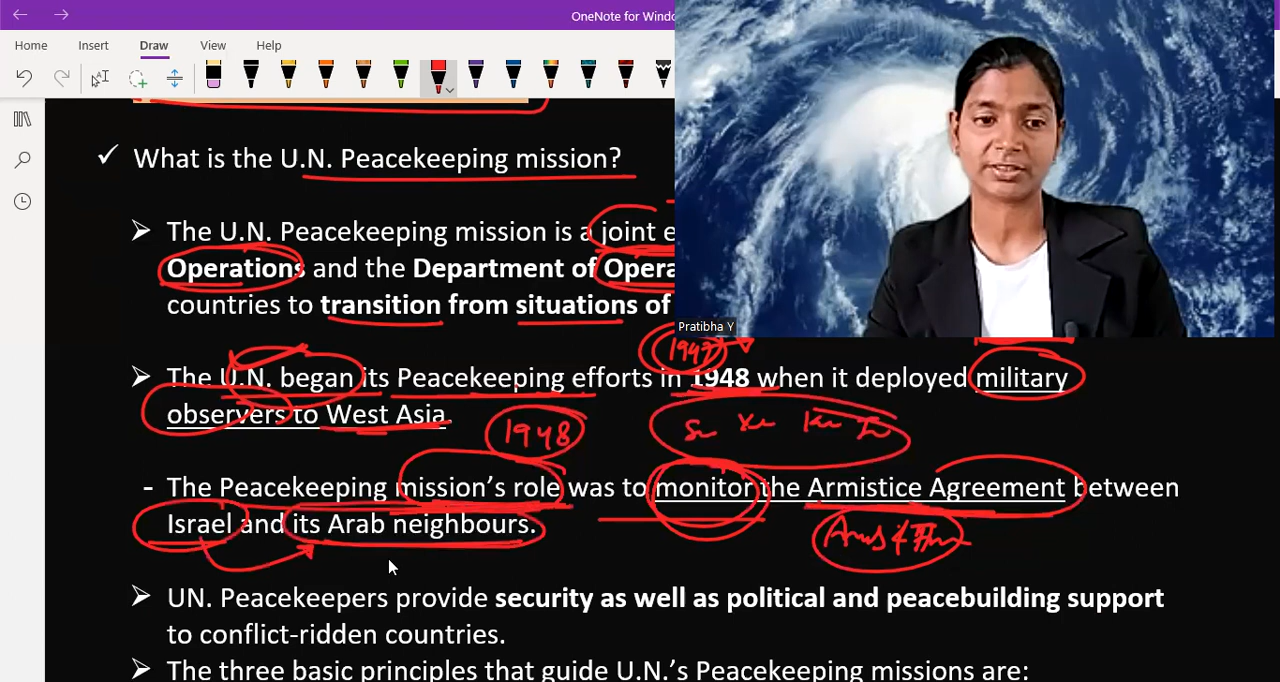 OneNote for Windo
Home Insert Draw View Help
What is the U.N. Peacekeeping mission?
The U.N. Peacekeeping mission is a joint e
Operations and the Department of Opera
countries to transition from situations of
Pratibha Y
1947
The U.N. began its Peacekeeping efforts in 1948 when it deployed military
observers to West Asia.
1948
- The Peacekeeping mission's role was to monitor the Armistice Agreement between
Israel and its Arab neighbours.
UN. Peacekeepers provide security as well as political and peacebuilding support
to conflict-ridden countries.
The three basic principles that guide U.N.'s Peacekeeping missions are: